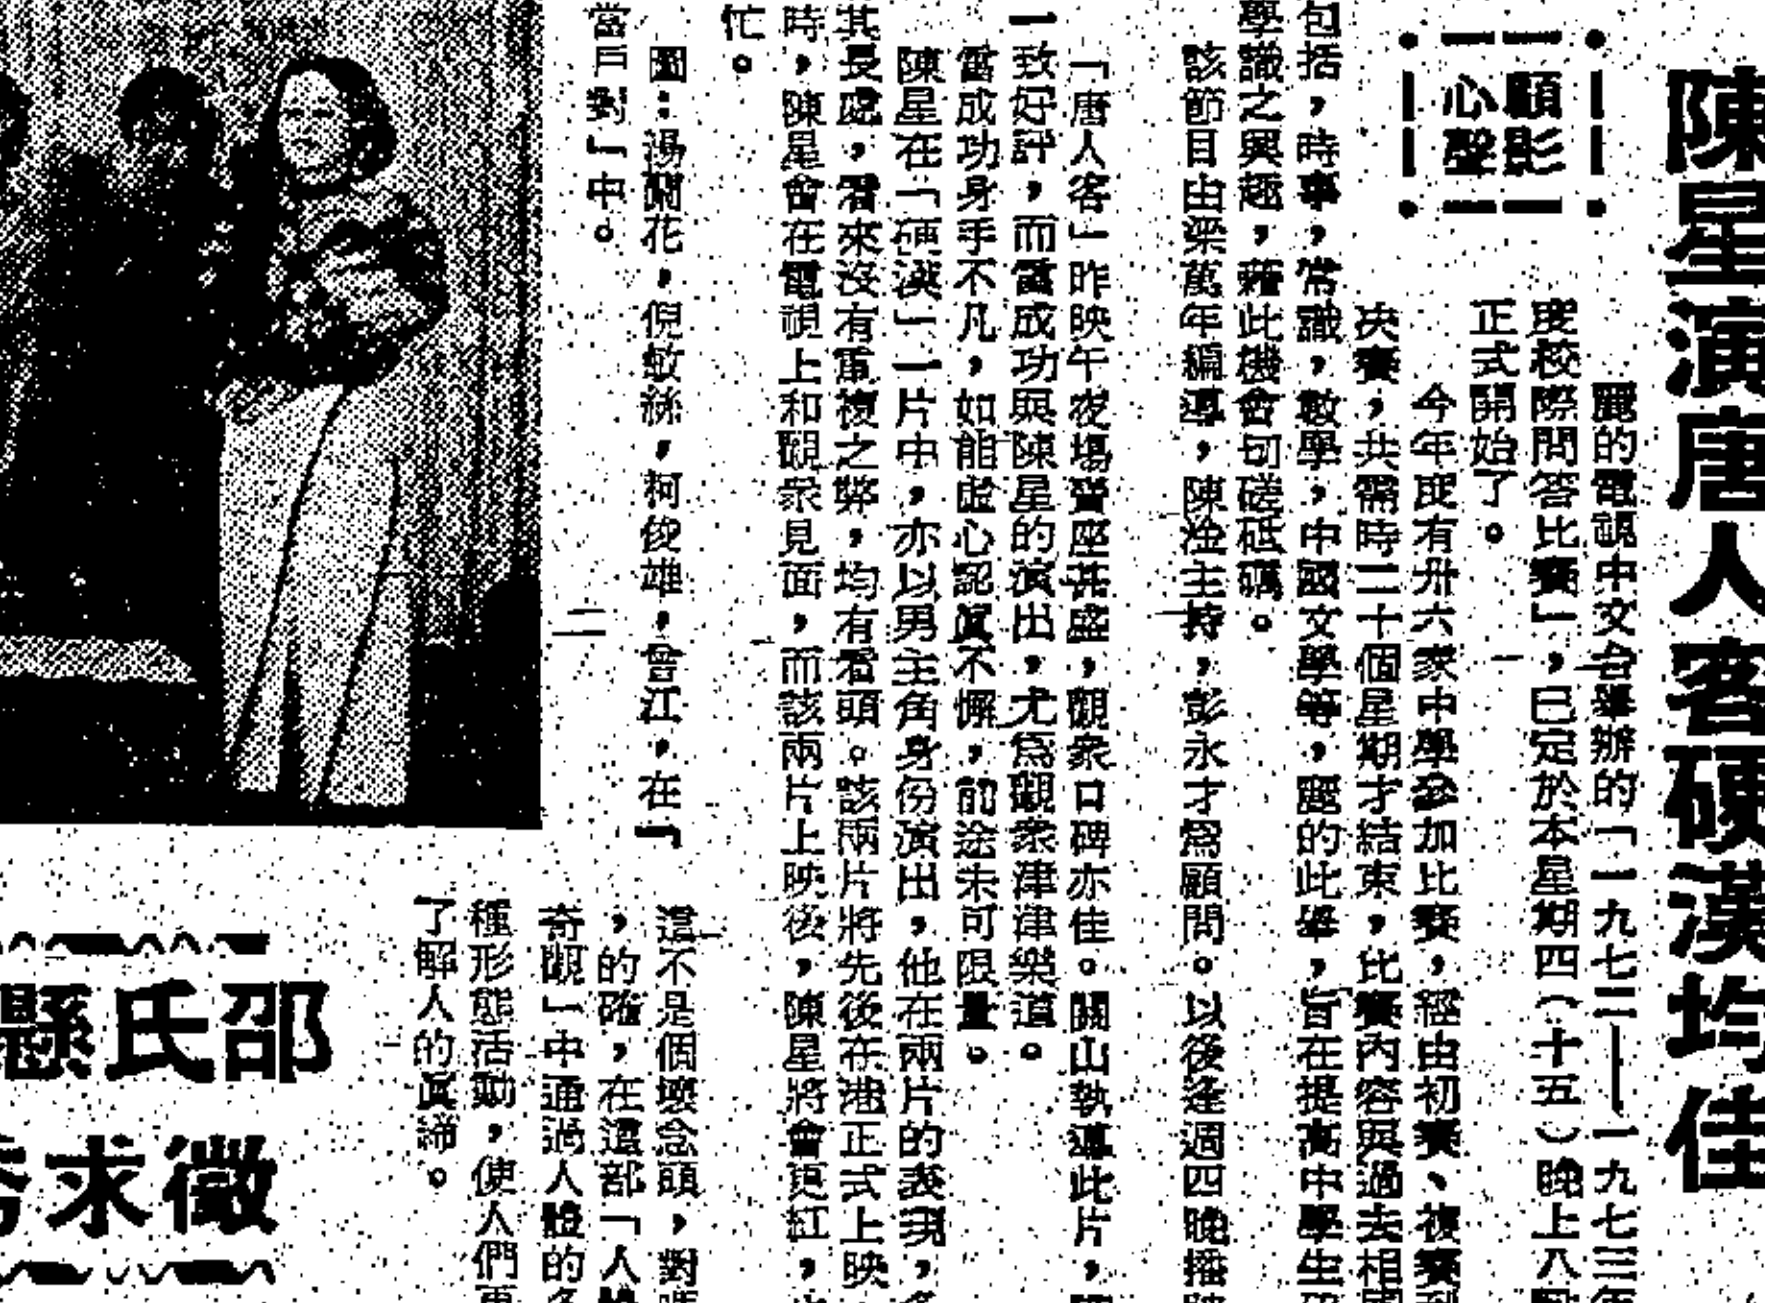 陳星演唐人客硬漢均佳
顧影
心聲
麗的電視中文台舉辦的「一九七二——一九七三年
度校際問答比賽」，已定於本星期四（十五）晚上八
正式開始了。
今年度有卅六家中學參加比賽，經由初賽、複賽到
決賽，共需時二十個星期才結束，比賽內容與過去相
包括，時事，常識，數學，中國文學等，麗的此舉，旨在提高中學生
學識之興趣，藉此機會切磋砥礪。
該節目由梁萬年編導，陳淦主持，彭永才爲顧問。以後逢週四晚播映
「唐人客」昨映午夜場賣座甚盛，觀衆口碑亦佳。關山執導此片，
一致好評，而當成功與陳星的演出，尤爲觀衆津津樂道。
當成功身手不凡，如能虛心認眞不懈，前途未可限量。
陳星在「硬漢」一片中，亦以男主角身份演出，他在兩片的表現，各
其長處，看來沒有重複之弊，均有看頭。該兩片將先後在港正式上映
時，陳星會在電視上和觀衆見面，而該兩片上映後，陳星將會更紅，
忙。
圖：湯蘭花，倪敏絲，柯俊雄，曾江，在「
當戶對」中。
這不是個壞念頭，對
，的確，在這部「人體
奇觀」中通過人體的各
種形態活動，使人們更
了解人的眞諦。
邵氏懸
徵求